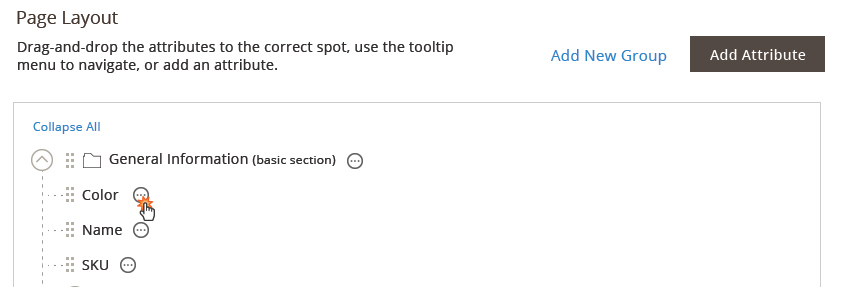 Page Layout
Drag-and-drop the attributes to the correct spot, use the tooltip
menu to navigate, or add an attribute.
Add New Group
Add Attribute
Collapse All
General Information (basic section)
Color
Name
SKU